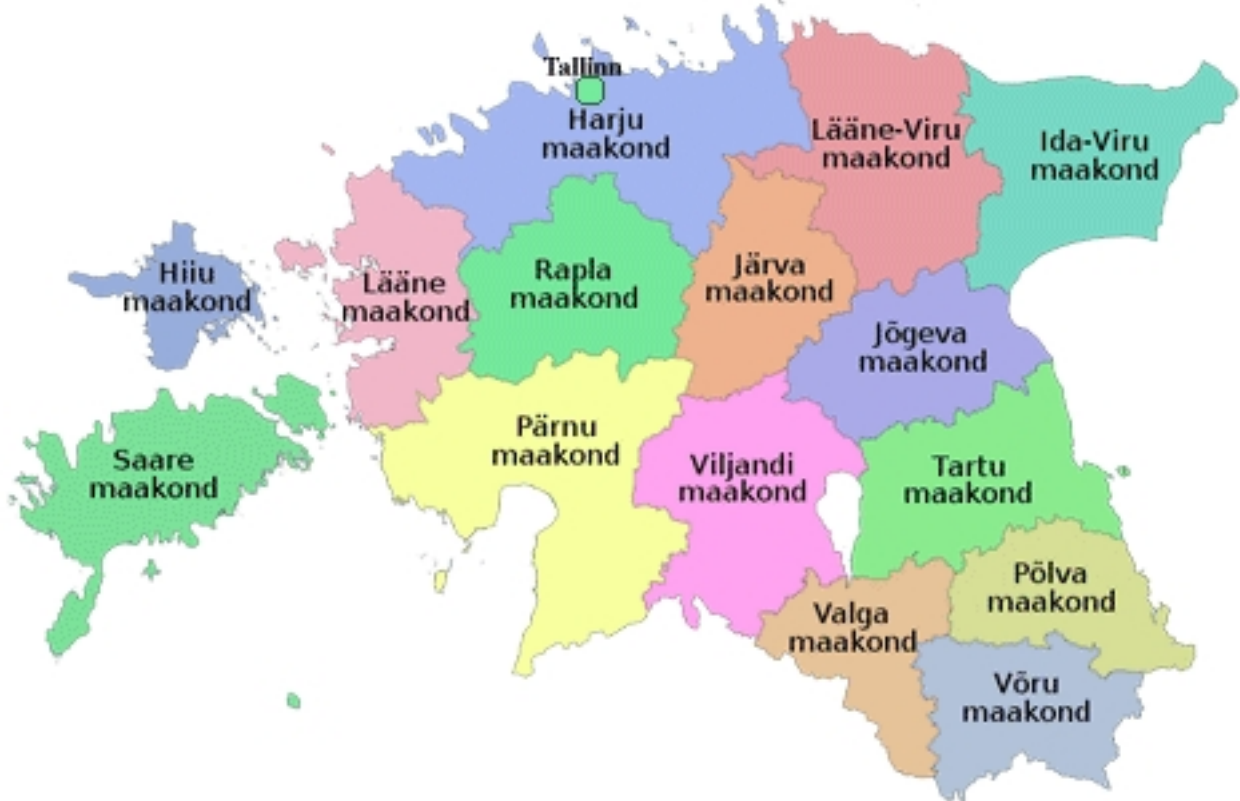 Tallinn
Harju
maakond
Lääne-Viru
maakond
Ida-Viru
maakond
Hiiu
maakond
Lääne
maakond
Rapla
maakond
Järva
maakond
Jõgeva
maakond
Saare
maakond
Pärnu
maakond
Viljandi
maakond
Tartu
maakond
Põlva
maakond
Valga
maakond
Võru
maakond